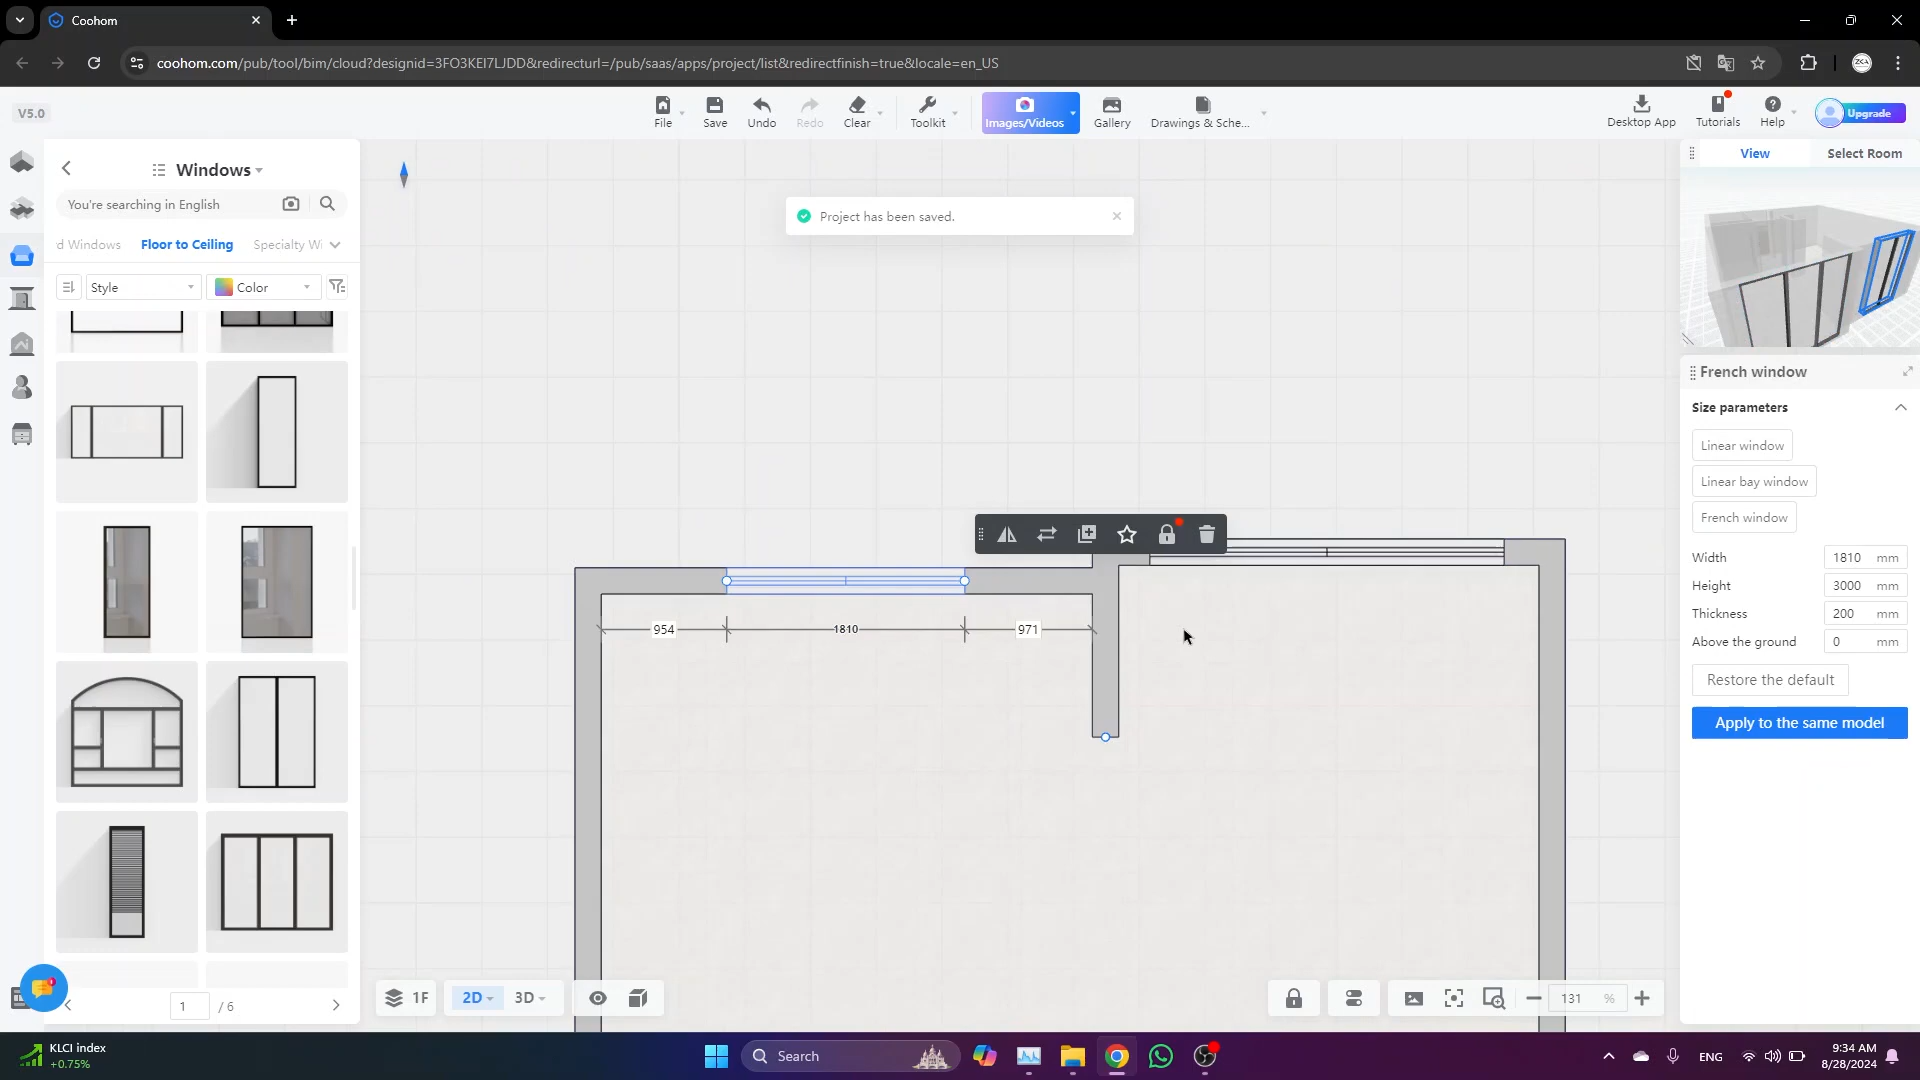 Coohom
coohom.com/pub/tool/bim/cloud?designid=3FO3KEI7LJDD&redirecturl=/pub/saas/apps/project/list&redirectfinish=true&locale=en_US
V5.0
File
Save
Undo
Redo
Clear
Toolkit
Images/Videos
Gallery
Drawings & Sche...
Desktop App
Tutorials
Help
Upgrade
Windows
You're searching in English
d Windows
Floor to Ceiling
Specialty Wi
Style
Color
Project has been saved.
View
Select Room
French window
Size parameters
Linear window
Linear bay window
French window
Width 1810 mm
Height 3000 mm
Thickness 200 mm
Above the ground 0 mm
Restore the default
Apply to the same model
954
1810
971
1 / 6
1F
2D
3D
131 %
KLCI index
+0.75%
Search
ENG
9:34 AM
8/28/2024